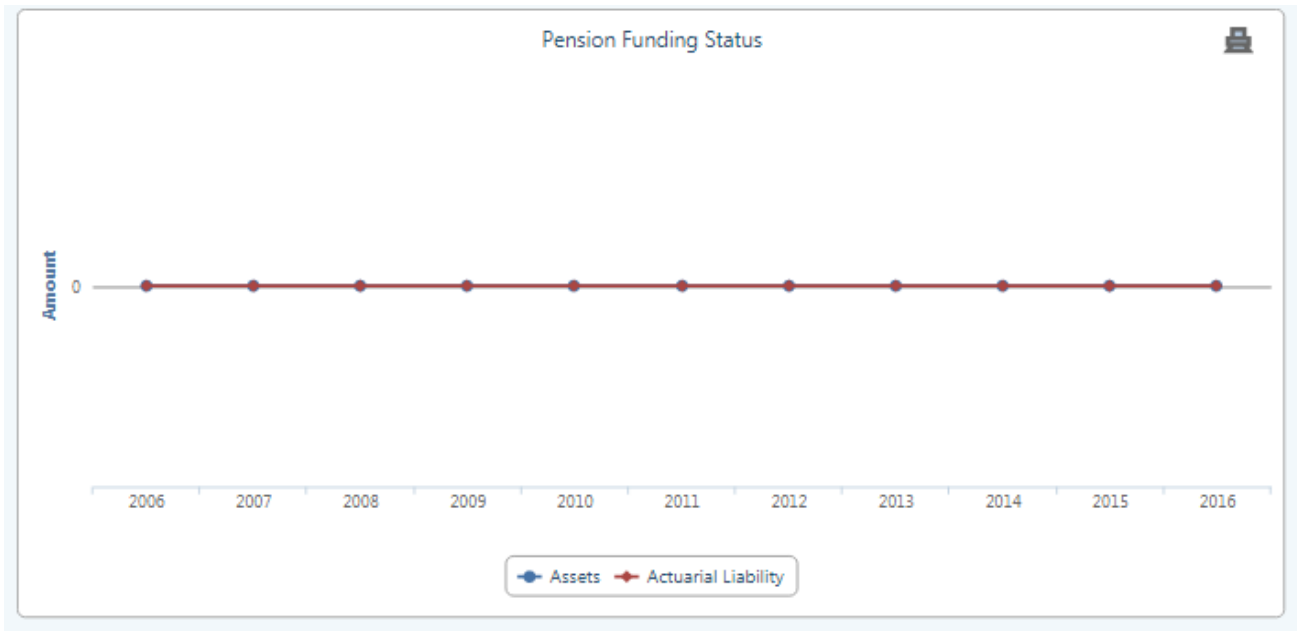 Pension Funding Status
Amount
0
2006 2007 2008 2009 2010 2011 2012 2013 2014 2015 2016
Assets Actuarial Liability